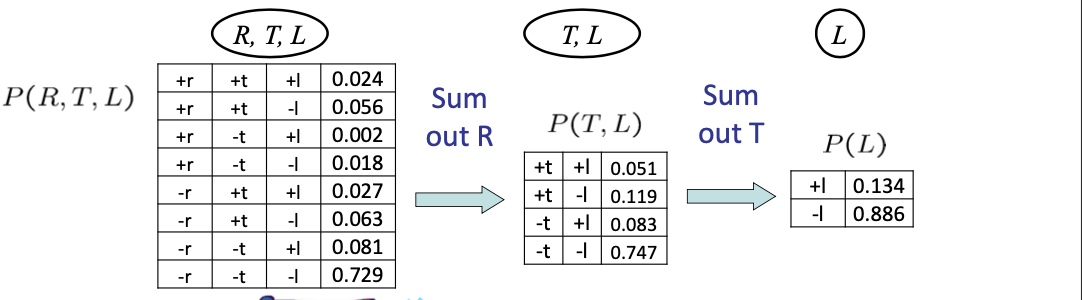 R, T, L
T, L
L
P(R, T, L)
+r +t +l 0.024
+r +t -l 0.056
+r -t +l 0.002
+r -t -l 0.018
-r +t +l 0.027
-r +t -l 0.063
-r -t +l 0.081
-r -t -l 0.729
Sum
out R
P(T, L)
+t +l 0.051
+t -l 0.119
-t +l 0.083
-t -l 0.747
Sum
out T
P(L)
+l 0.134
-l 0.886